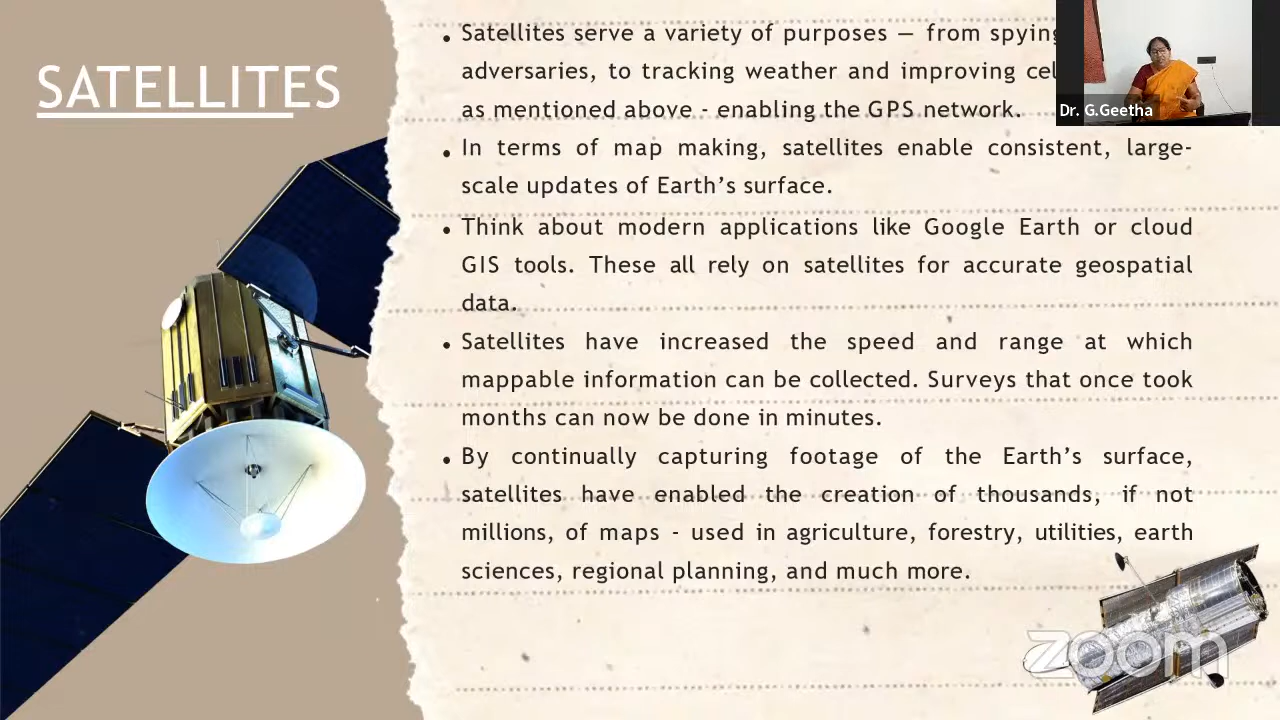 SATELLITES
• Satellites serve a variety of purposes — from spying
adversaries, to tracking weather and improving
as mentioned above - enabling the GPS network.
• In terms of map making, satellites enable consistent, large-
scale updates of Earth’s surface.
• Think about modern applications like Google Earth or cloud
GIS tools. These all rely on satellites for accurate geospatial
data.
• Satellites have increased the speed and range at which
mappable information can be collected. Surveys that once took
months can now be done in minutes.
• By continually capturing footage of the Earth’s surface,
satellites have enabled the creation of thousands, if not
millions, of maps - used in agriculture, forestry, utilities, earth
sciences, regional planning, and much more.
Dr. G.Geetha
zoom